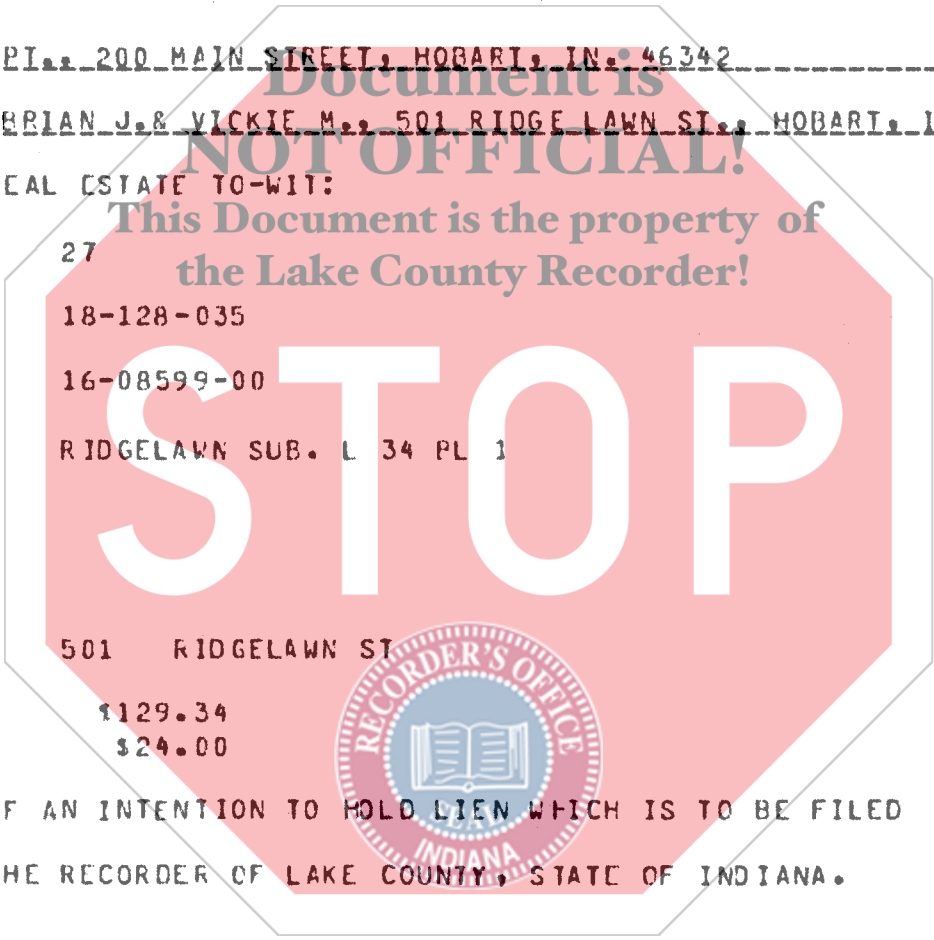 PT., 200 MAIN STREET, HOBART, IN. 46342
Document is
BRIAN J.& VICKIE M., 501 RIDGE LAWN ST., HOBART, I
NOT OFFICIAL!
EAL ESTATE TO-WIT:
This Document is the property of
27
the Lake County Recorder!
18-128-035
16-08599-00
STOP
RIDGELAWN SUB. L 34 PL 1
501 RIDGELAWN ST
RECORDER'S OFFICE
$129.34
$24.00
F AN INTENTION TO HOLD LIEN WHICH IS TO BE FILED
SEAL
INDIANA
HE RECORDER OF LAKE COUNTY, STATE OF INDIANA.